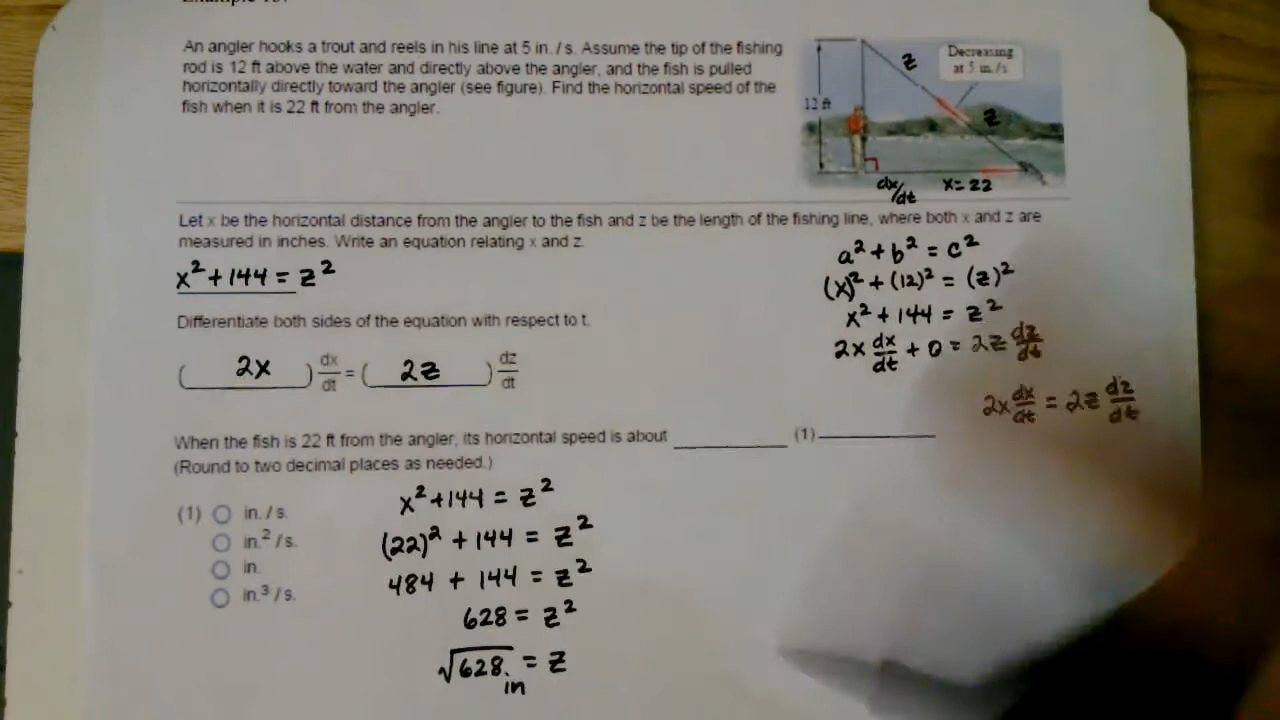 An angler hooks a trout and reels in his line at 5 in. / s. Assume the tip of the fishing
rod is 12 ft above the water and directly above the angler, and the fish is pulled
horizontally directly toward the angler (see figure). Find the horizontal speed of the
fish when it is 22 ft from the angler.
z
Decreasing
at 5 in./s
12 ft
z
dx/dt x=22
Let x be the horizontal distance from the angler to the fish and z be the length of the fishing line, where both x and z are
measured in inches. Write an equation relating x and z.
x² + 144 = z²
a² + b² = c²
(x)² + (12)² = (z)²
x² + 144 = z²
2x dx/dt + 0 = 2z dz/dt
2x dx/dt = 2z dz/dt
Differentiate both sides of the equation with respect to t.
( 2x ) dx/dt = ( 2z ) dz/dt
When the fish is 22 ft from the angler, its horizontal speed is about ________ (1) ________
(Round to two decimal places as needed.)
(1) in. / s.
in.² / s.
in.
in.³ / s.
x² + 144 = z²
(22)² + 144 = z²
484 + 144 = z²
628 = z²
√628. = z
in